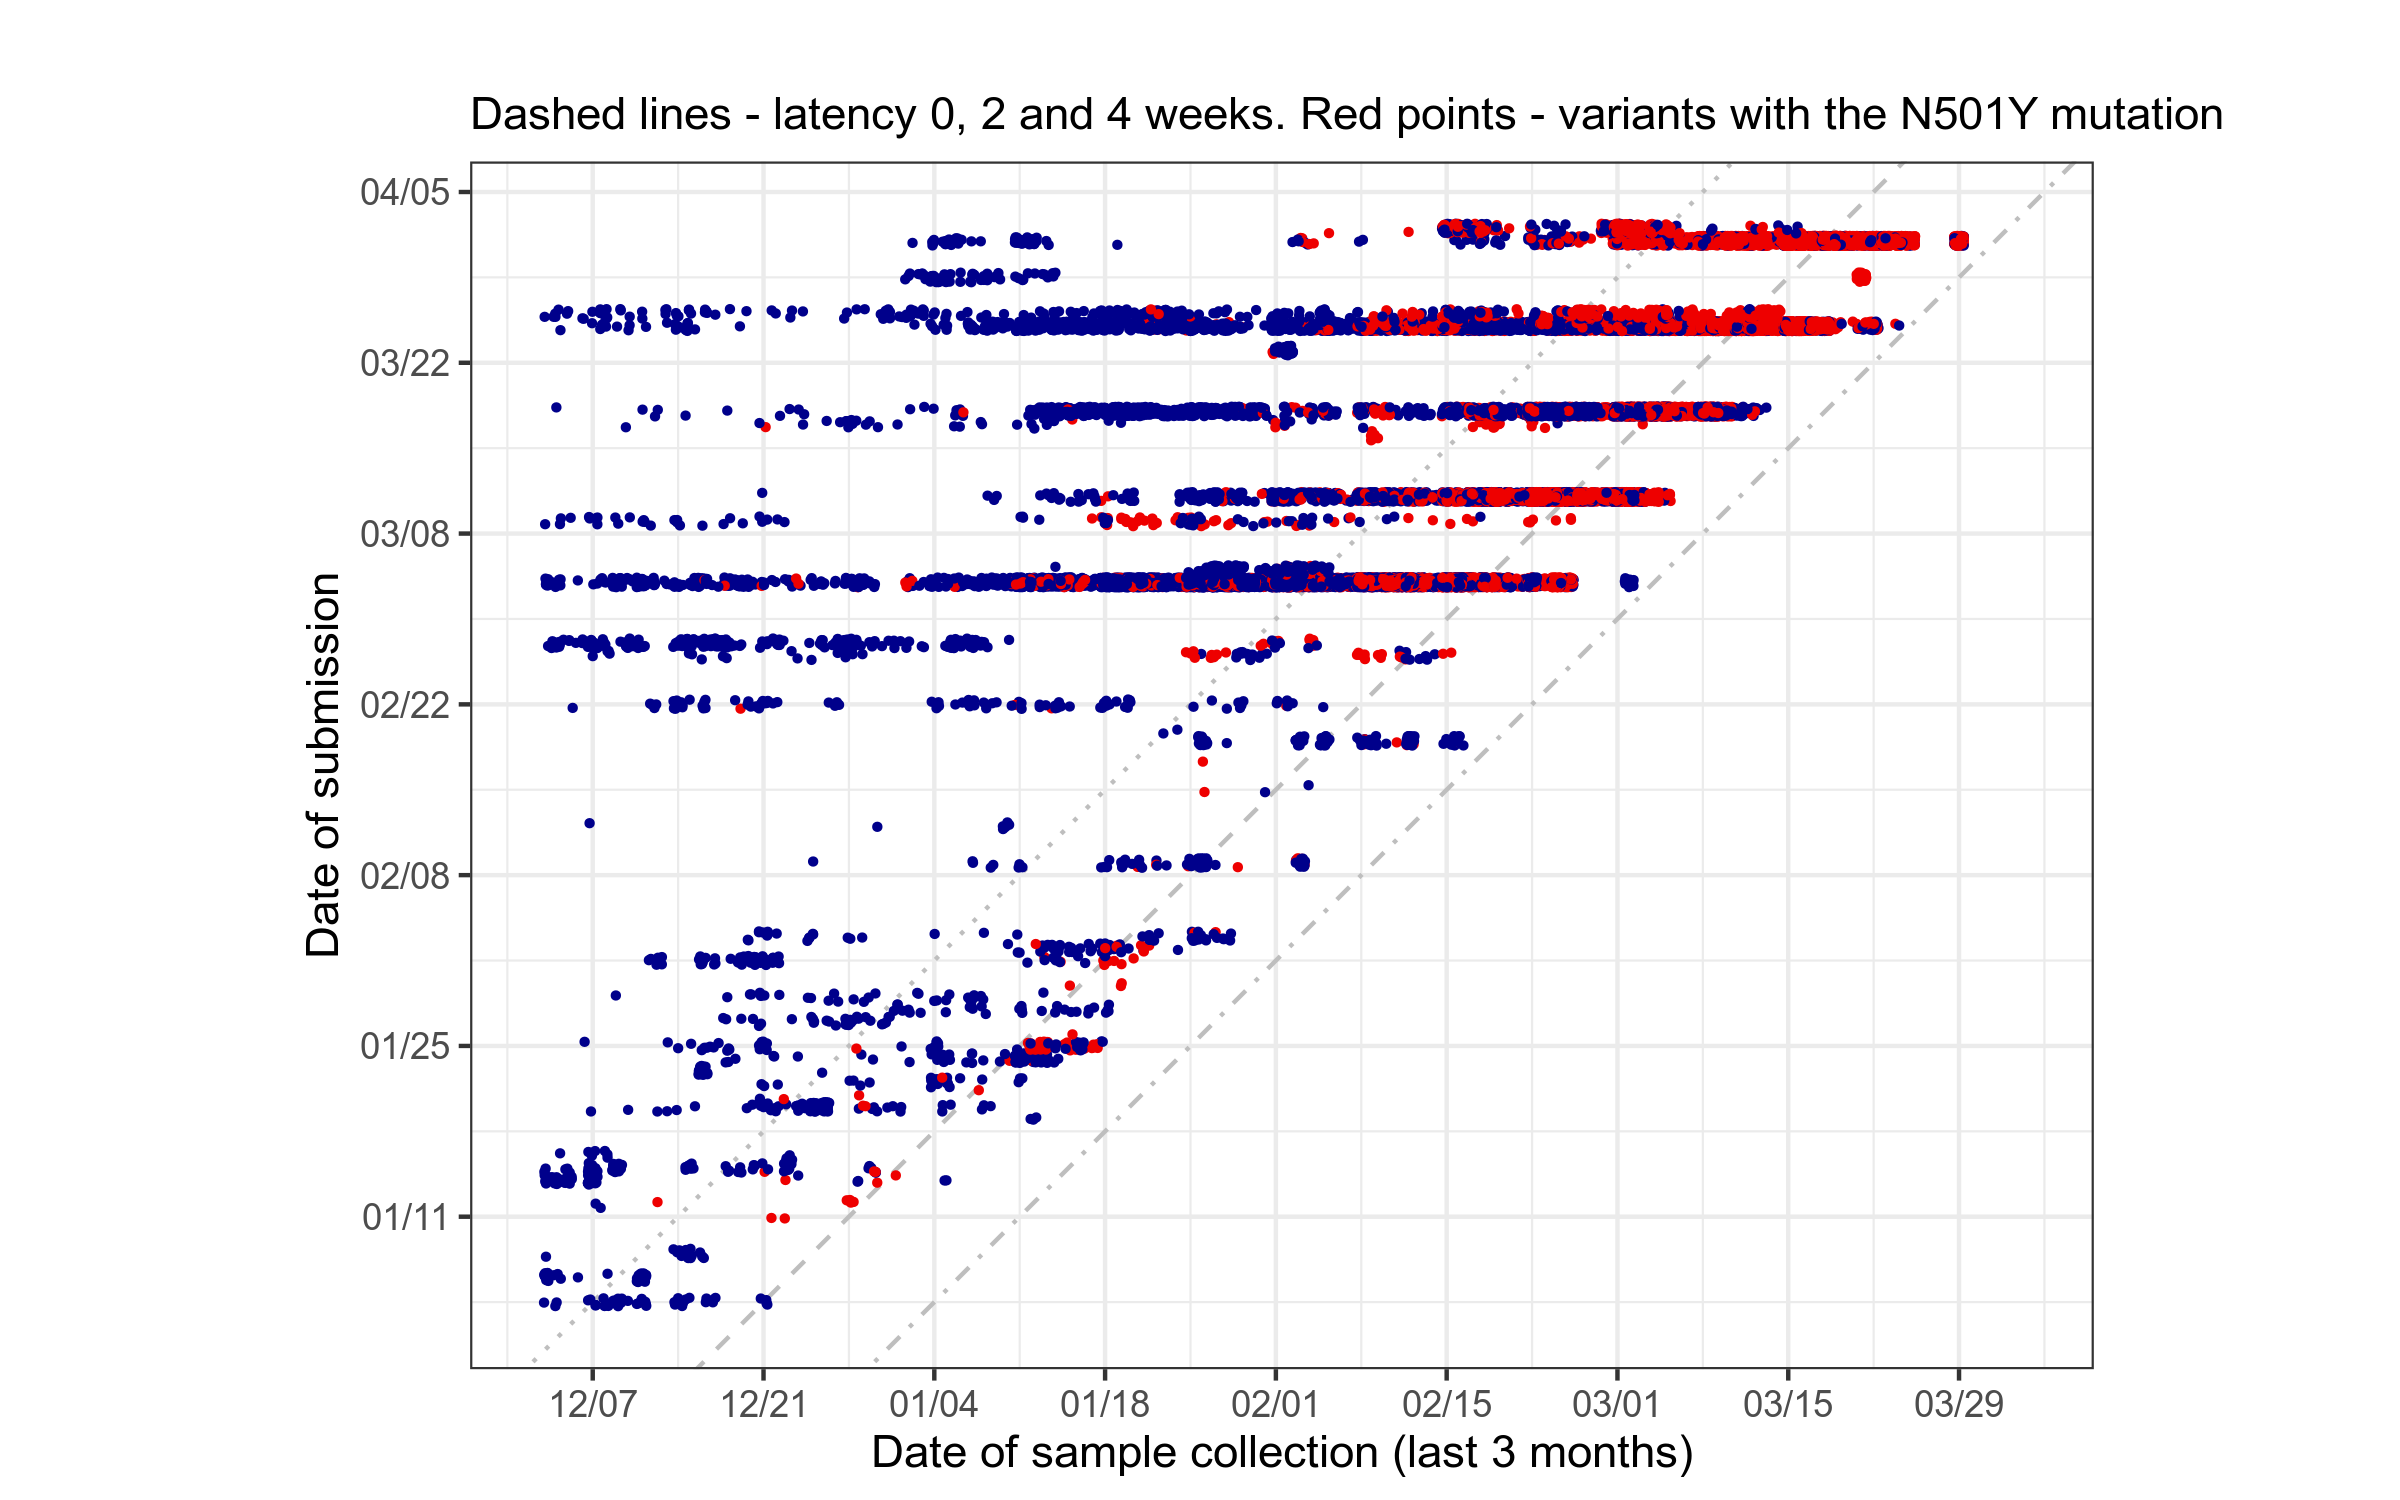 Dashed lines - latency 0, 2 and 4 weeks. Red points - variants with the N501Y mutation
Date of submission
04/05
03/22
03/08
02/22
02/08
01/25
01/11
12/07 12/21 01/04 01/18 02/01 02/15 03/01 03/15 03/29
Date of sample collection (last 3 months)